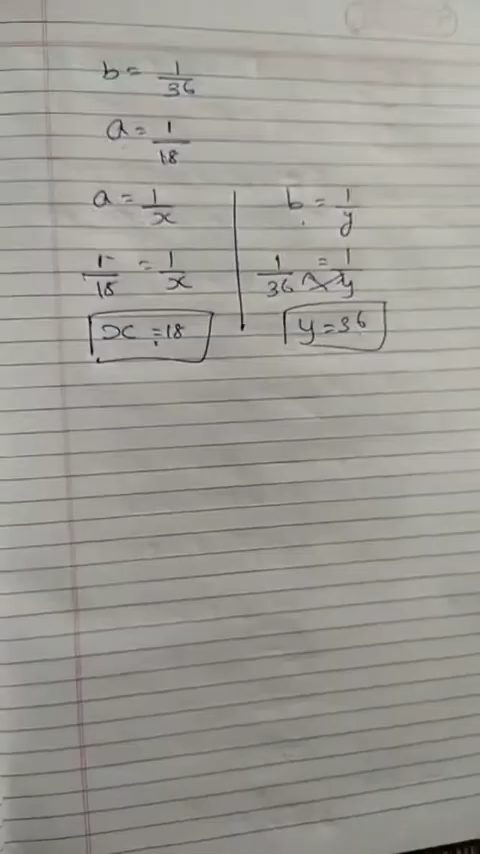 b = 1/36
a = 1/18
a = 1/x
1/18 = 1/x
x = 18
b = 1/y
1/36 = 1/y
y = 36